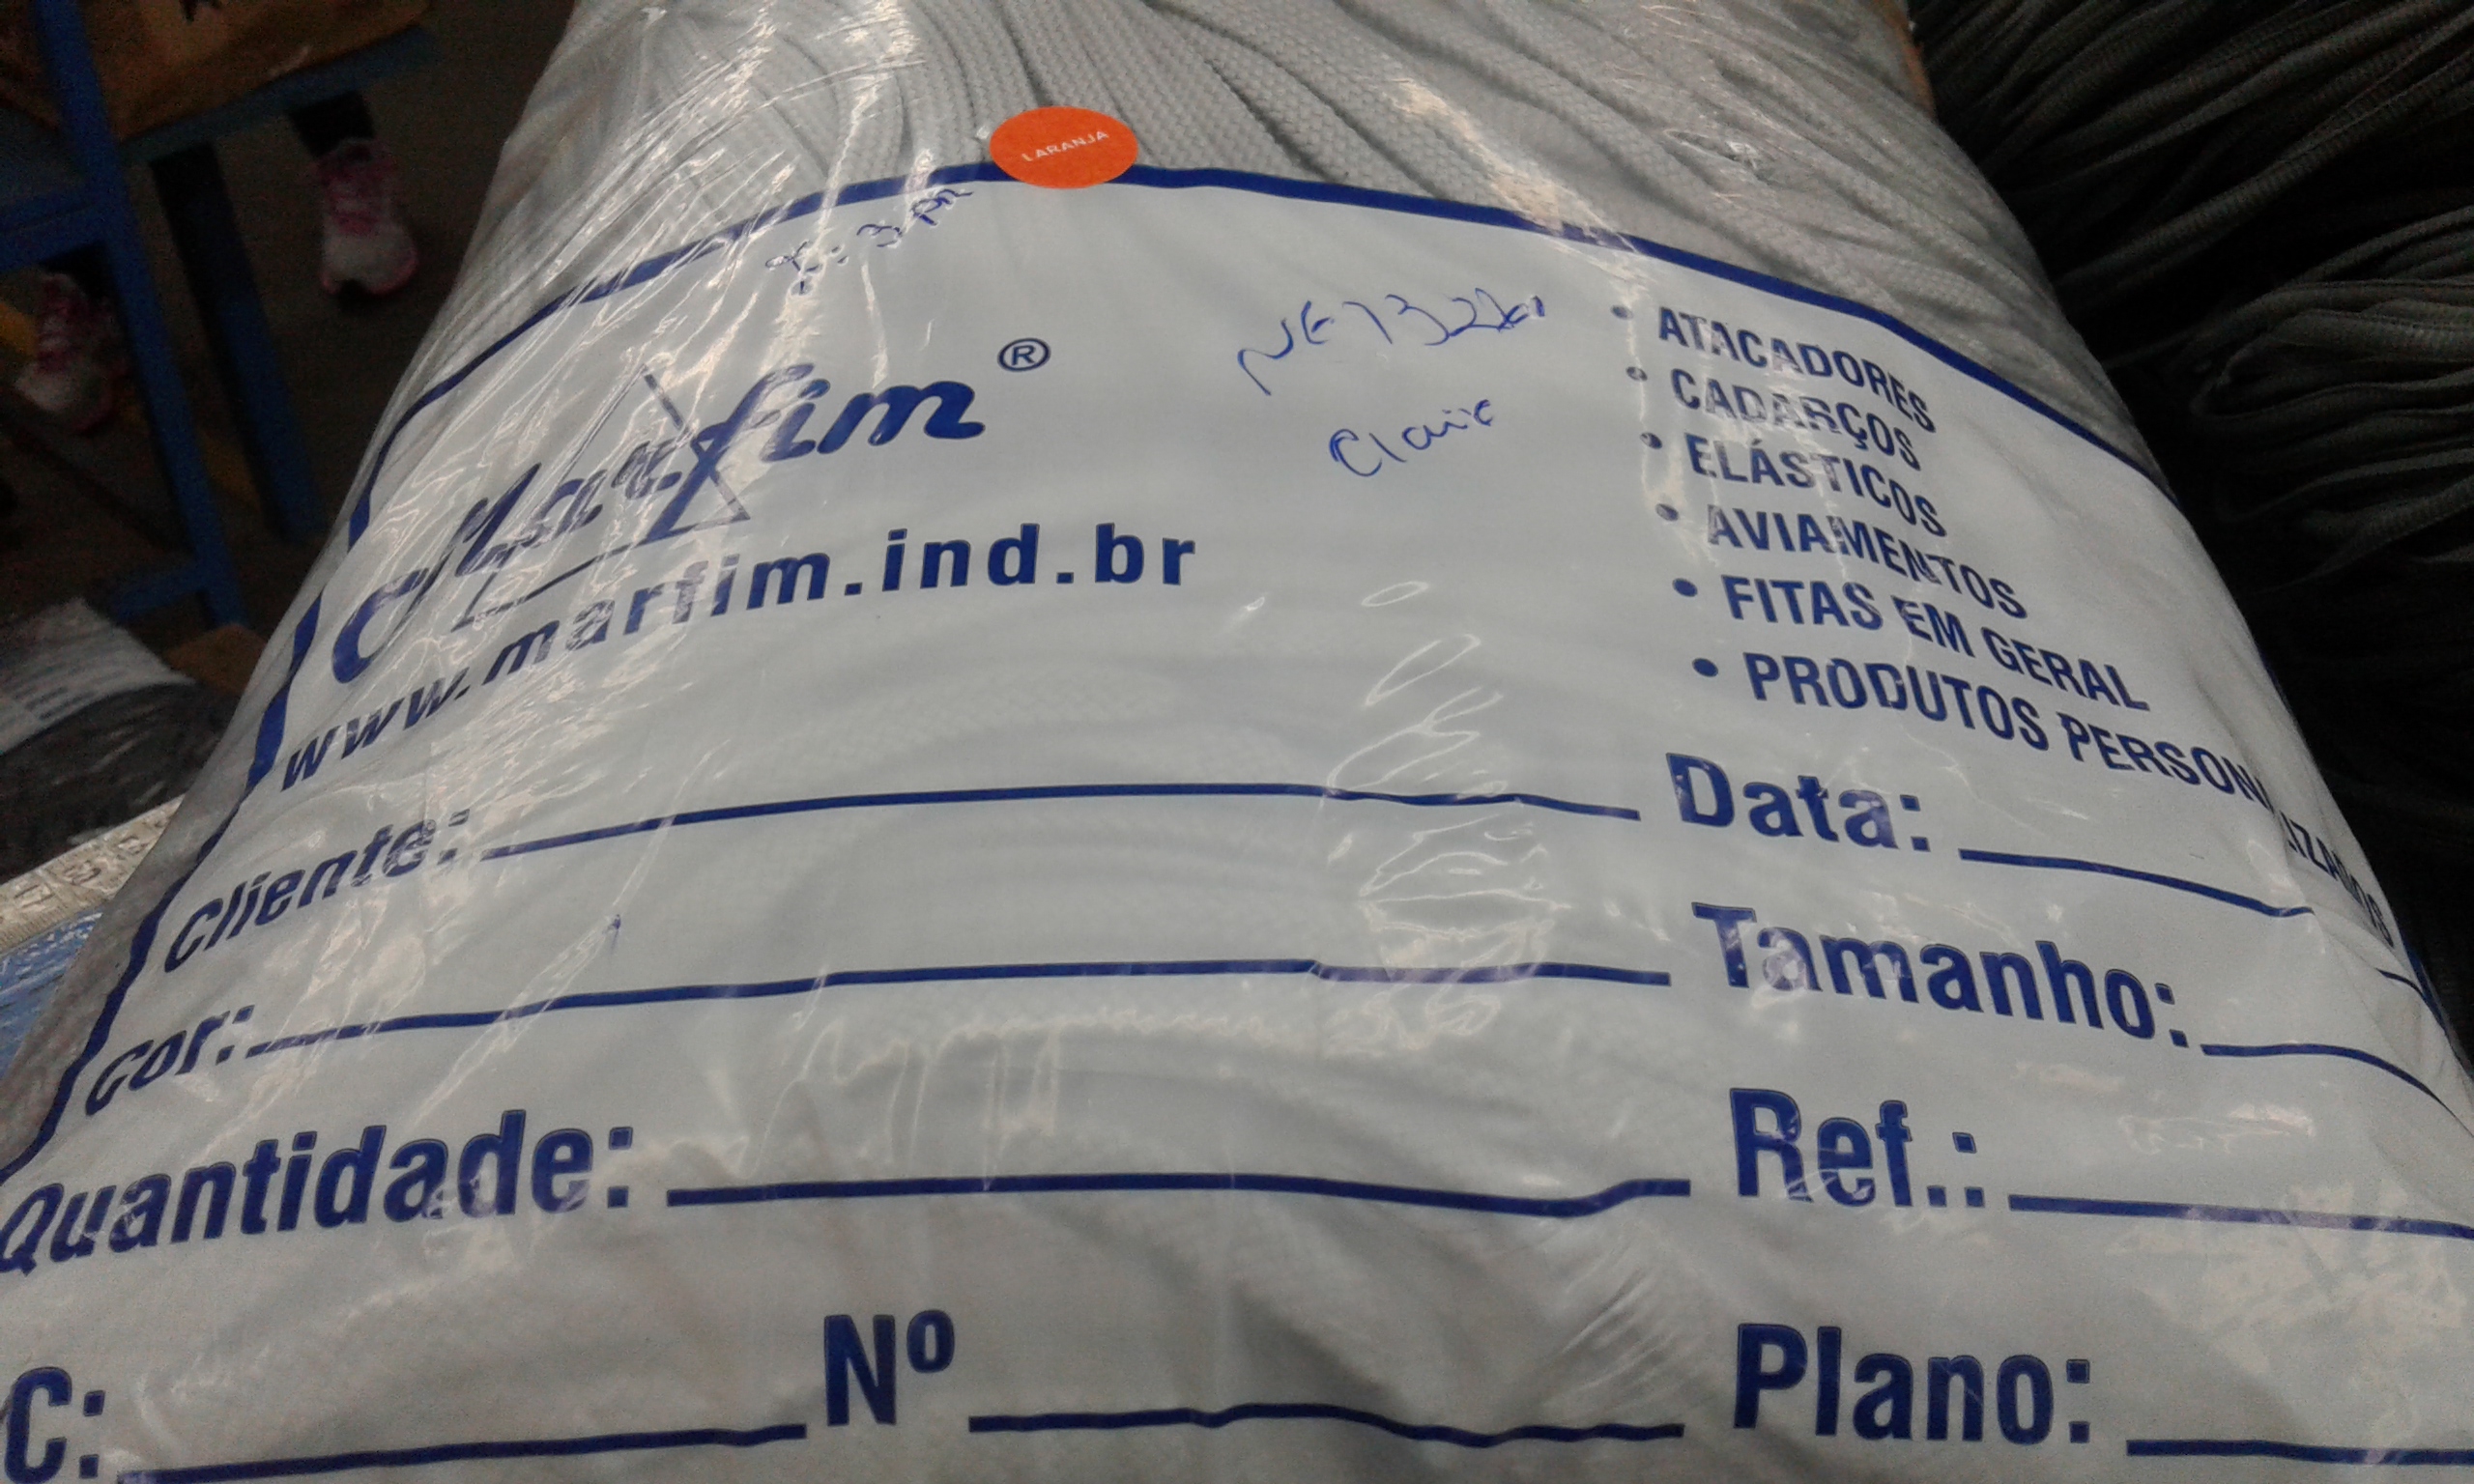 LARANJA
Marfim®
www.marfim.ind.br
• ATACADORES
• CADARÇOS
• ELÁSTICOS
• AVIAMENTOS
• FITAS EM GERAL
• PRODUTOS PERSONALIZADOS
Cliente: Data:
Cor: Tamanho:
Quantidade: Ref.:
C: Nº Plano: